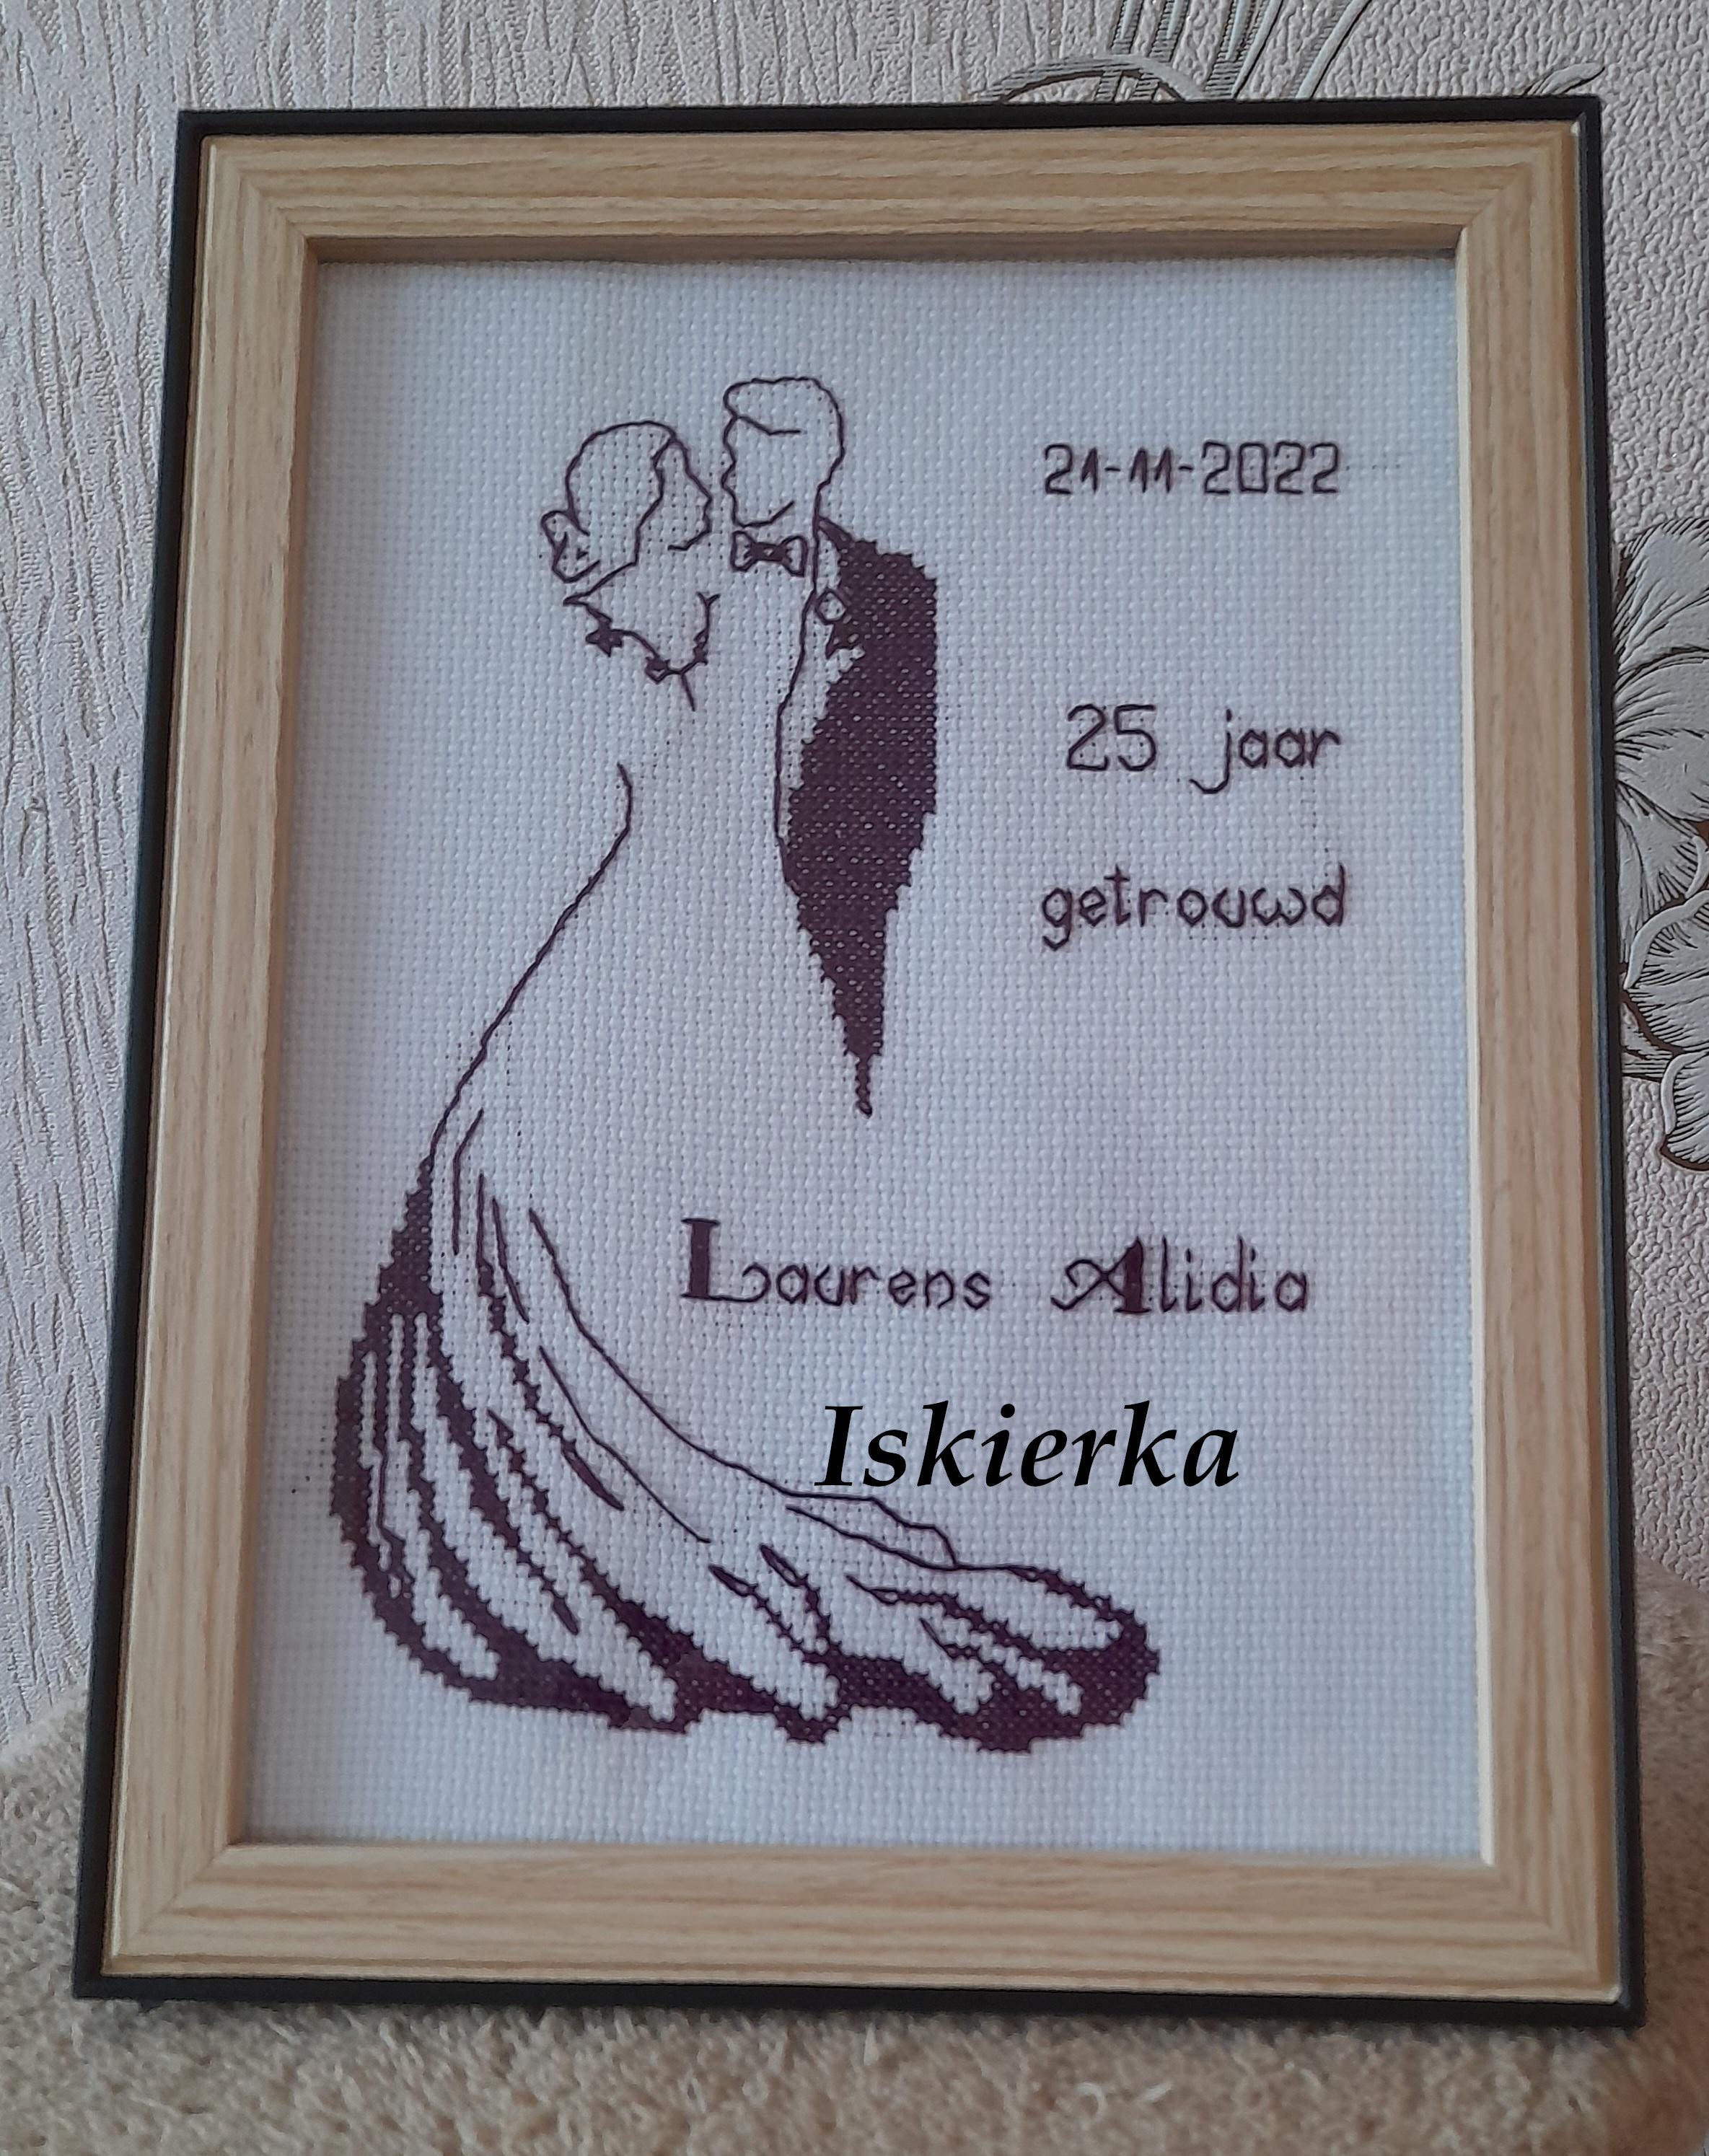 21-11-2022
25 jaar
getrouwd
Laurens Alidia
Iskierka